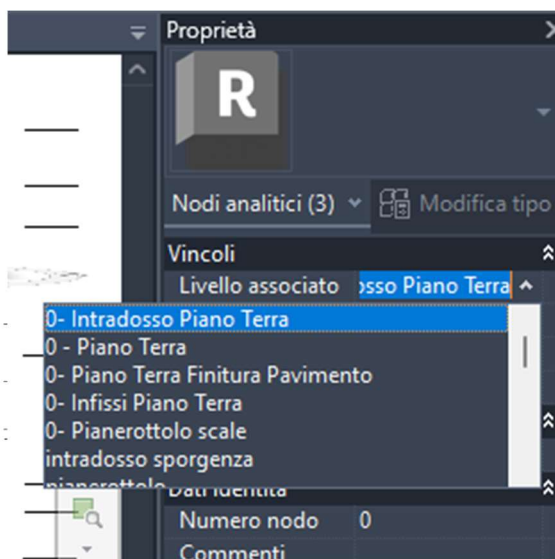 Proprietà
R
Nodi analitici (3)
Modifica tipo
Vincoli
Livello associato
osso Piano Terra
0- Intradosso Piano Terra
0 - Piano Terra
0- Piano Terra Finitura Pavimento
0- Infissi Piano Terra
0- Pianerottolo scale
intradosso sporgenza
pianerottolo
Dati identità
Numero nodo 0
Commenti